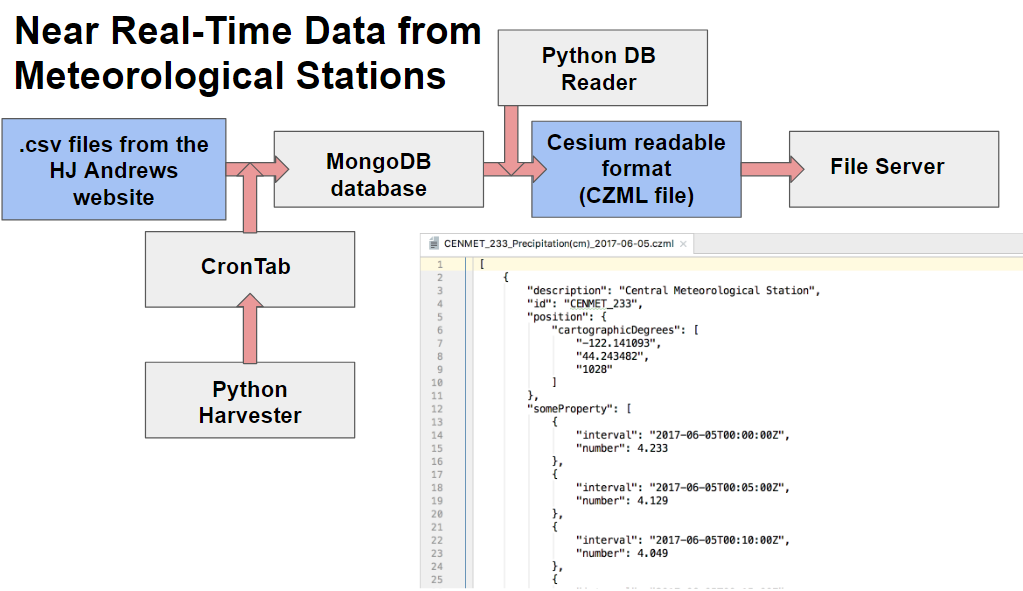 Near Real-Time Data from
Meteorological Stations
Python DB
Reader
.csv files from the
HJ Andrews
website
MongoDB
database
Cesium readable
format
(CZML file)
File Server
CronTab
Python
Harvester
CENMET_233_Precipitation(cm)_2017-06-05.czml ×
1 [
2 {
3 "description": "Central Meteorological Station",
4 "id": "CENMET_233",
5 "position": {
6 "cartographicDegrees": [
7 "-122.141093",
8 "44.243482",
9 "1028"
10 ]
11 },
12 "someProperty": [
13 {
14 "interval": "2017-06-05T00:00:00Z",
15 "number": 4.233
16 },
17 {
18 "interval": "2017-06-05T00:05:00Z",
19 "number": 4.129
20 },
21 {
22 "interval": "2017-06-05T00:10:00Z",
23 "number": 4.049
24 },
25 {